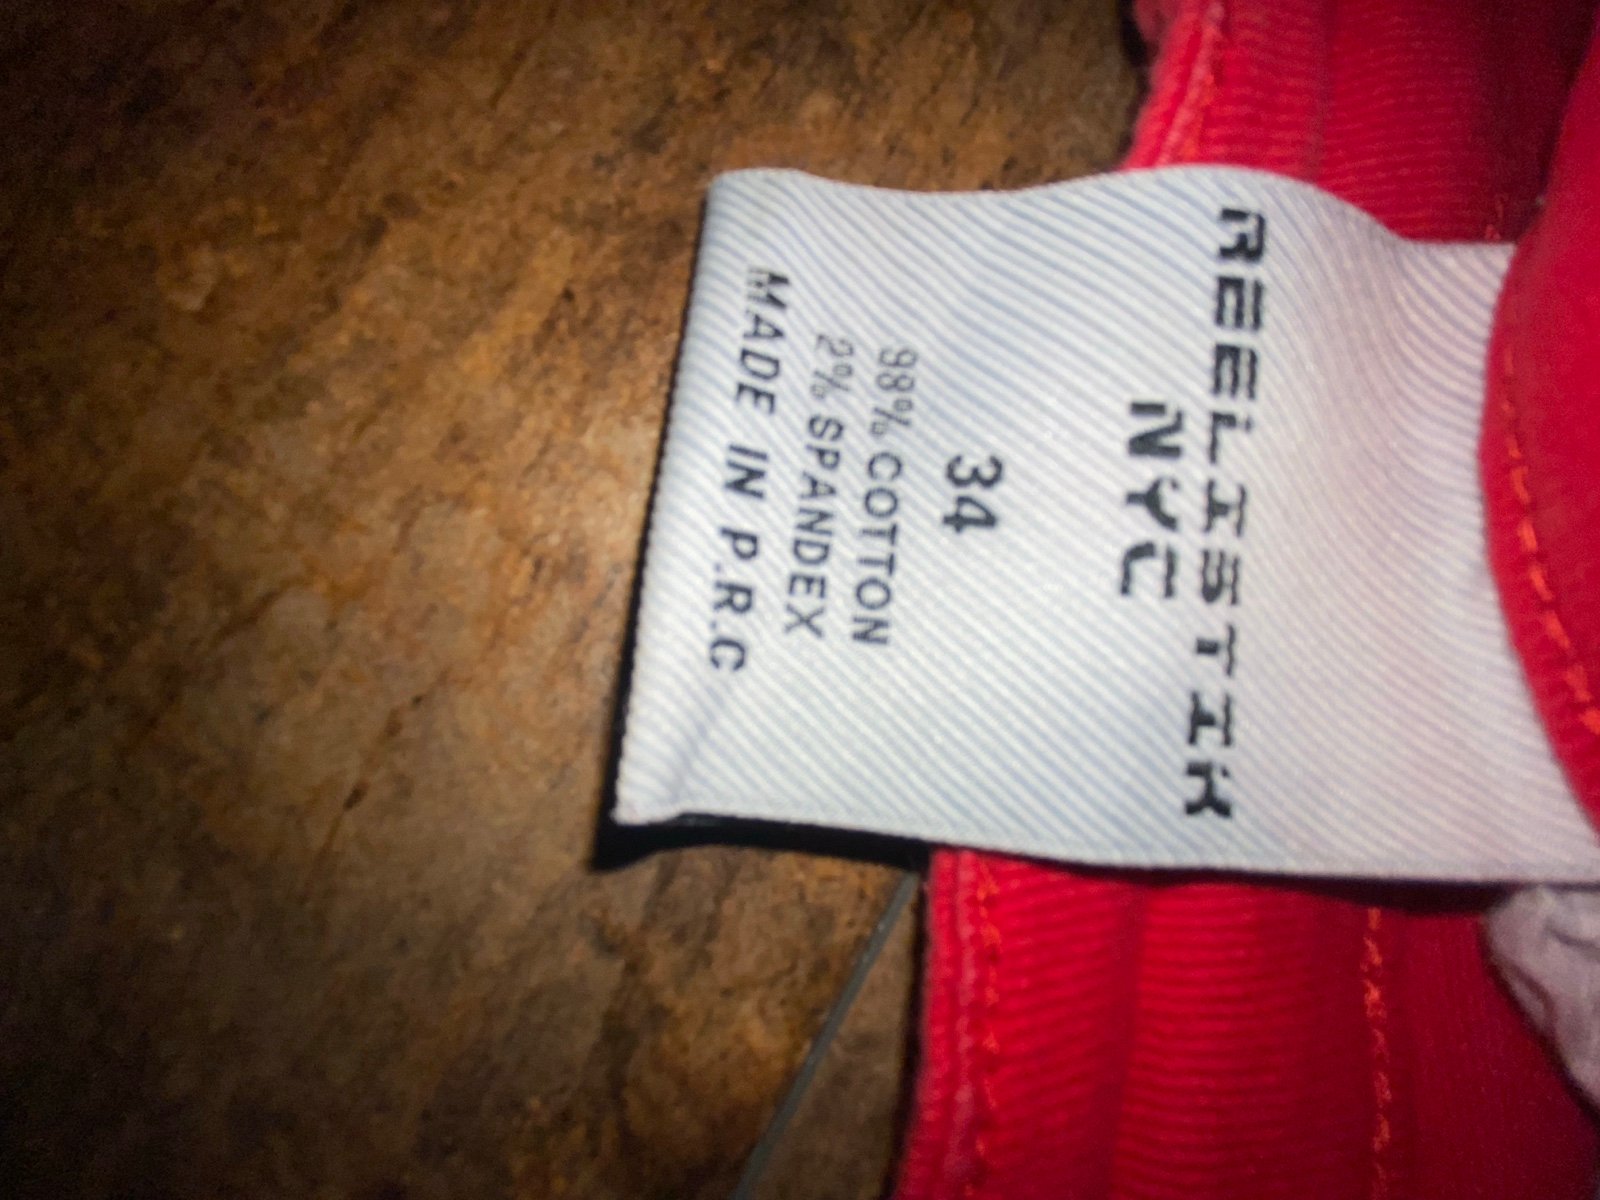 REELISTIK
NYC
34
98% COTTON
2% SPANDEX
MADE IN P.R.C